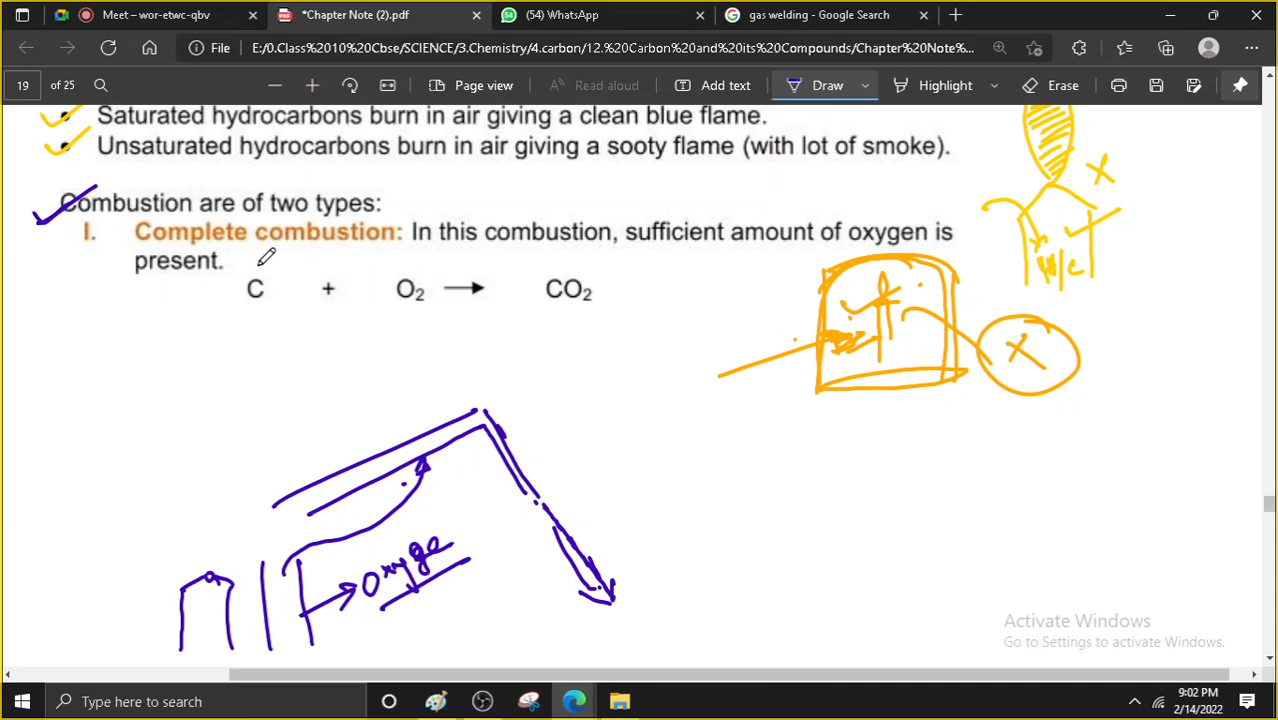 Meet – wor-etwc-qbv
*Chapter Note (2).pdf
(54) WhatsApp
gas welding - Google Search
File
E:/0.Class%2010%20Cbse/SCIENCE/3.Chemistry/4.carbon/12.%20Carbon%20and%20its%20Compounds/Chapter%20Note%...
19 of 25
Page view
Read aloud
Add text
Draw
Highlight
Erase
Saturated hydrocarbons burn in air giving a clean blue flame.
Unsaturated hydrocarbons burn in air giving a sooty flame (with lot of smoke).
Combustion are of two types:
I. Complete combustion: In this combustion, sufficient amount of oxygen is
present.
C + O₂ → CO₂
X
X
Oxyge
Activate Windows
Go to Settings to activate Windows.
Type here to search
9:02 PM
2/14/2022